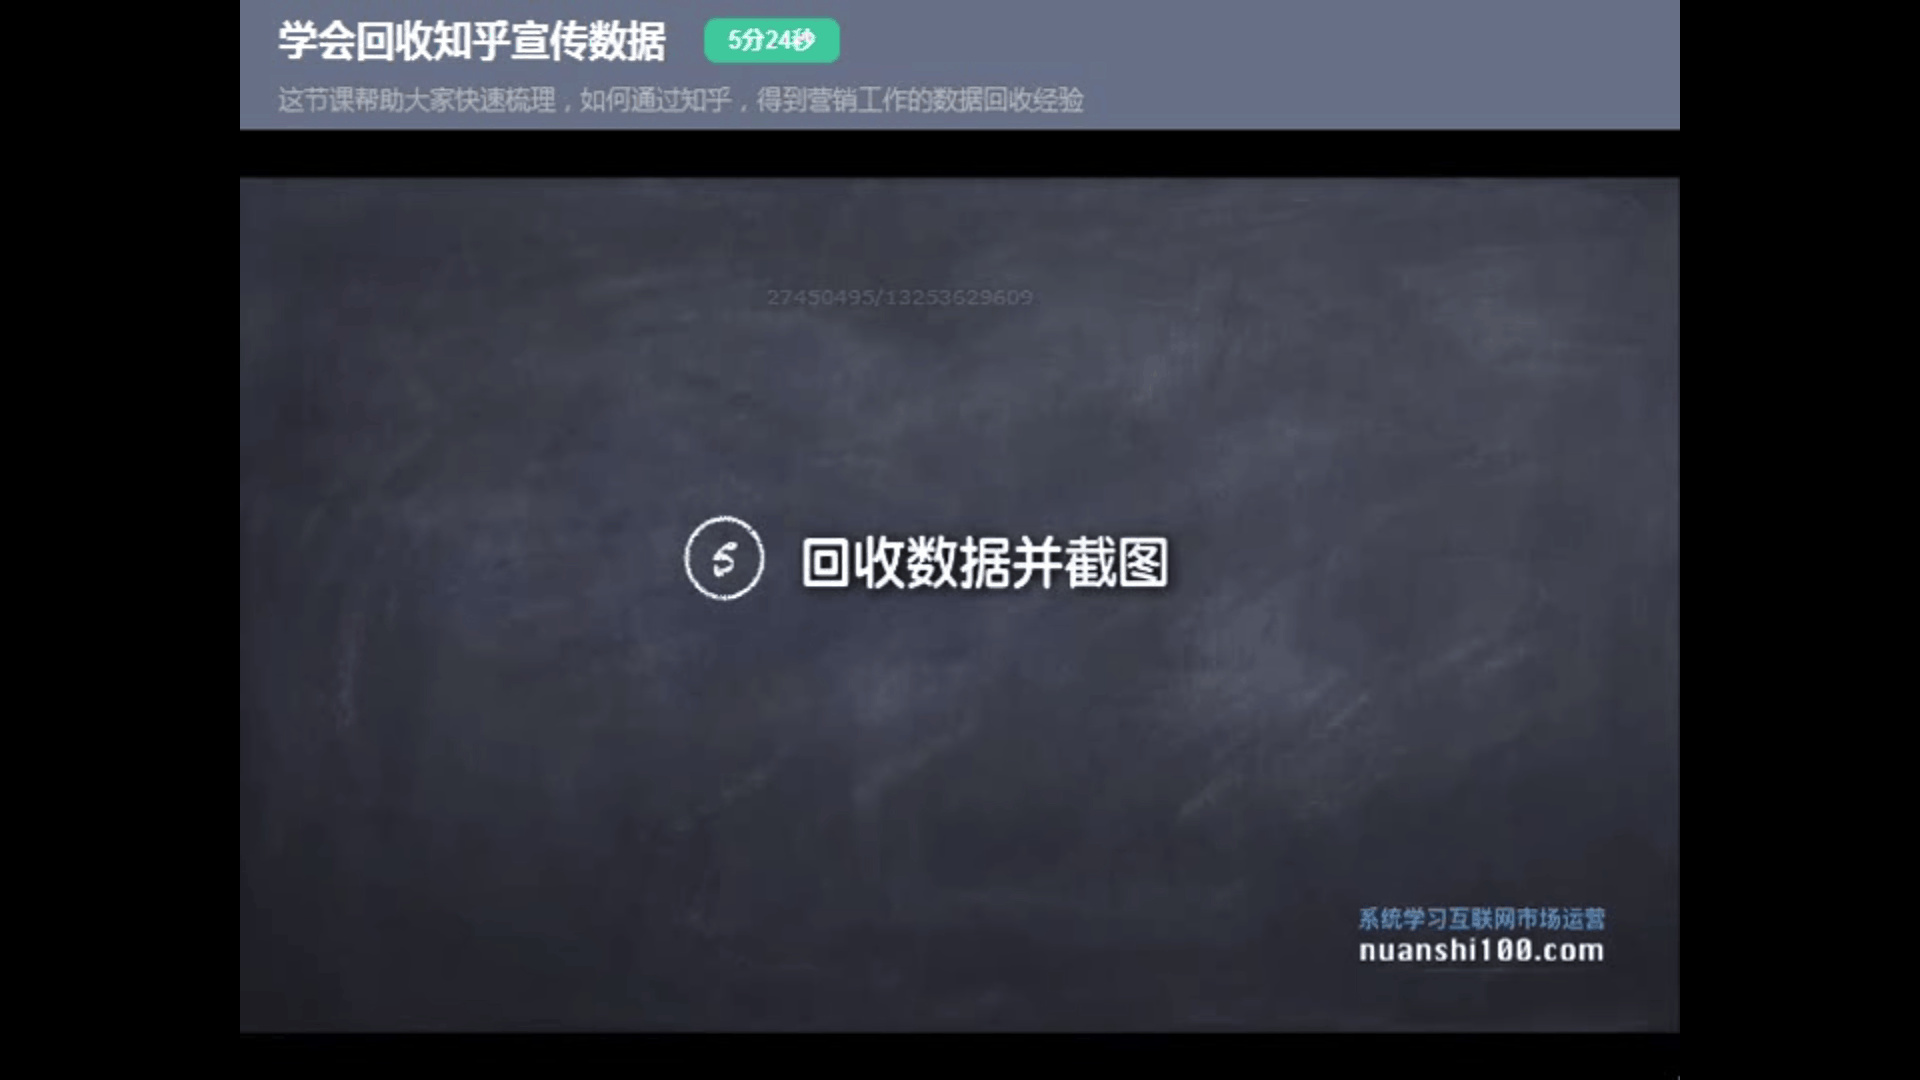 学会回收知乎宣传数据 5分24秒
这节课帮助大家快速梳理，如何通过知乎，得到营销工作的数据回收经验
27450495/13253629609
5 回收数据并截图
系统学习互联网市场运营
nuanshi100.com